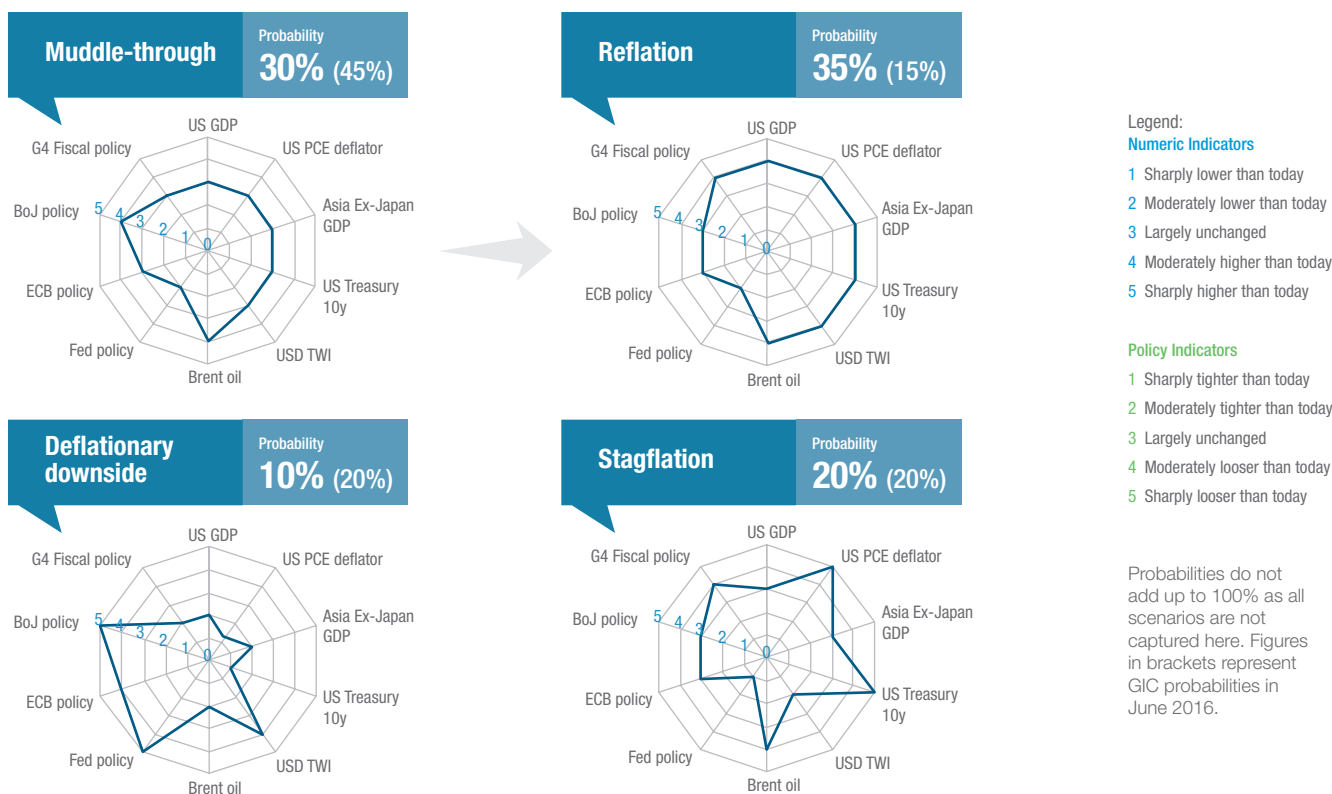 Muddle-through
Probability
30% (45%)
US GDP
US PCE deflator
Asia Ex-Japan
GDP
US Treasury
10y
USD TWI
Brent oil
Fed policy
ECB policy
BoJ policy
G4 Fiscal policy
5 4 3 2 1 0
Reflation
Probability
35% (15%)
US GDP
US PCE deflator
Asia Ex-Japan
GDP
US Treasury
10y
USD TWI
Brent oil
Fed policy
ECB policy
BoJ policy
G4 Fiscal policy
5 4 3 2 1 0
Deflationary
downside
Probability
10% (20%)
US GDP
US PCE deflator
Asia Ex-Japan
GDP
US Treasury
10y
USD TWI
Brent oil
Fed policy
ECB policy
BoJ policy
G4 Fiscal policy
5 4 3 2 1 0
Stagflation
Probability
20% (20%)
US GDP
US PCE deflator
Asia Ex-Japan
GDP
US Treasury
10y
USD TWI
Brent oil
Fed policy
ECB policy
BoJ policy
G4 Fiscal policy
5 4 3 2 1 0
Legend:
Numeric Indicators
1 Sharply lower than today
2 Moderately lower than today
3 Largely unchanged
4 Moderately higher than today
5 Sharply higher than today
Policy Indicators
1 Sharply tighter than today
2 Moderately tighter than today
3 Largely unchanged
4 Moderately looser than today
5 Sharply looser than today
Probabilities do not
add up to 100% as all
scenarios are not
captured here. Figures
in brackets represent
GIC probabilities in
June 2016.